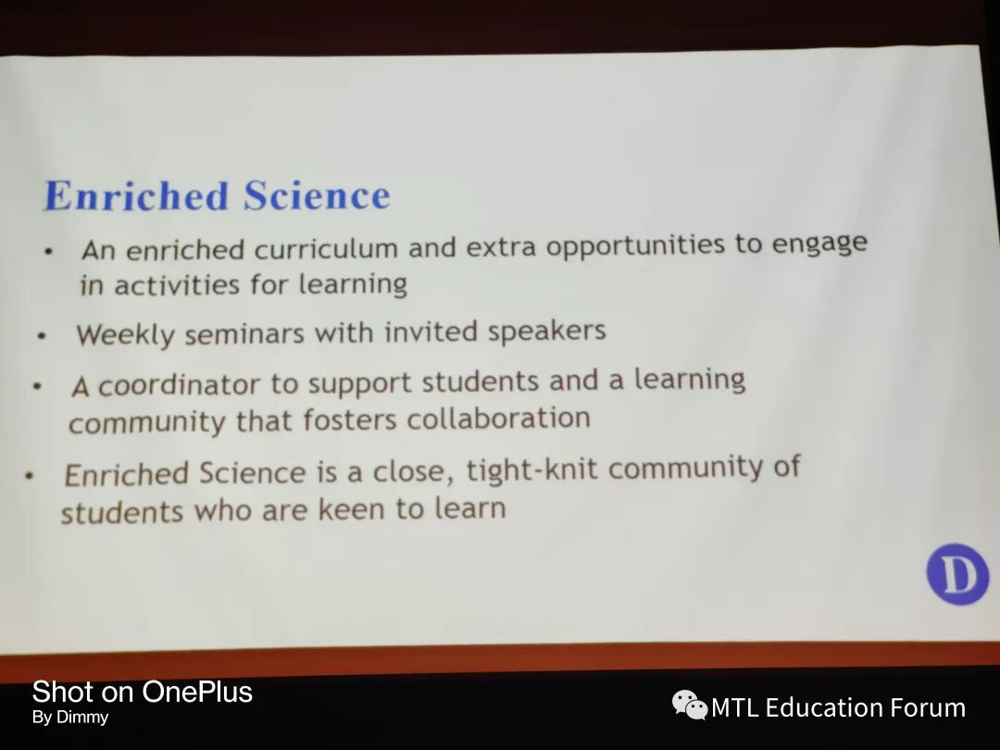 Enriched Science
• An enriched curriculum and extra opportunities to engage
in activities for learning
• Weekly seminars with invited speakers
• A coordinator to support students and a learning
community that fosters collaboration
• Enriched Science is a close, tight-knit community of
students who are keen to learn
D
Shot on OnePlus
By Dimmy
MTL Education Forum